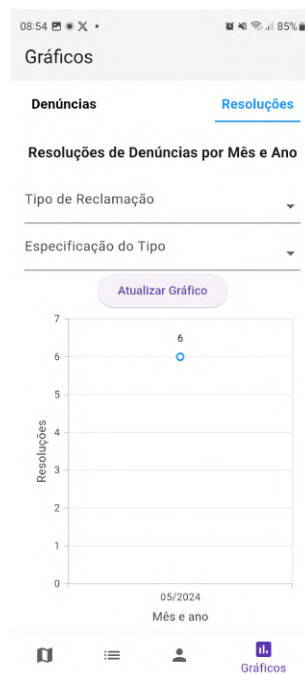 08:54 85%
Gráficos
Denúncias Resoluções
Resoluções de Denúncias por Mês e Ano
Tipo de Reclamação
Especificação do Tipo
Atualizar Gráfico
7
6
6
5
4
3
2
1
0
Resoluções
05/2024
Mês e ano
Gráficos